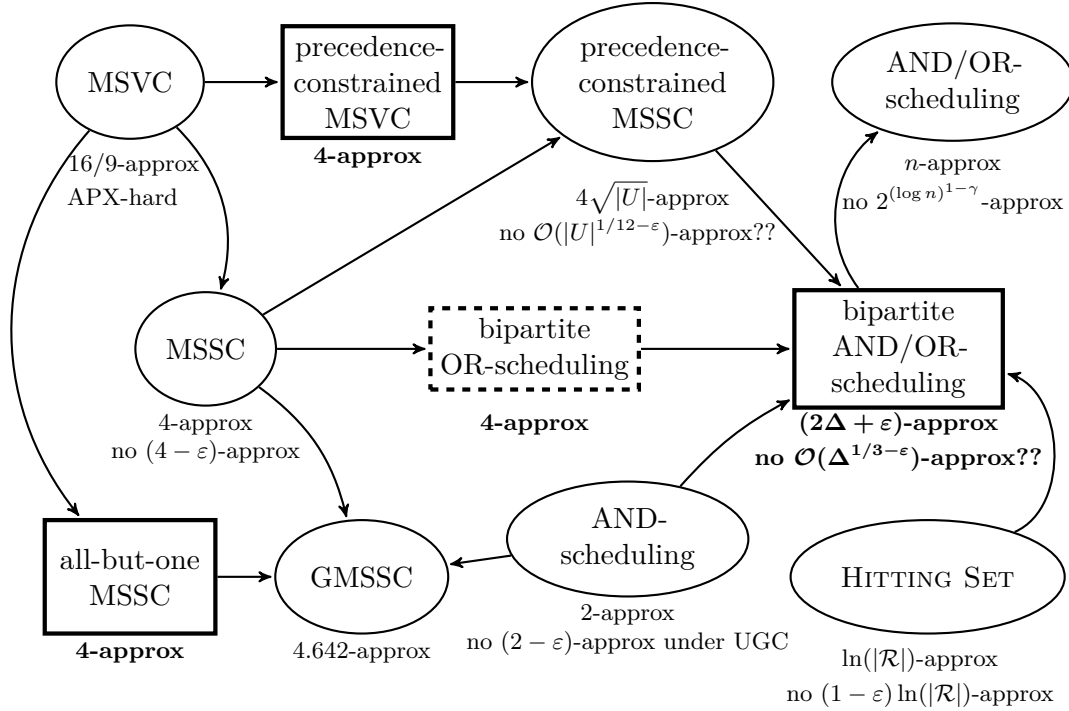 MSVC
16/9-approx
APX-hard
precedence-
constrained
MSVC
4-approx
precedence-
constrained
MSSC
4√|U|-approx
no 𝒪(|U|^{1/12−ε})-approx??
AND/OR-
scheduling
n-approx
no 2^{(log n)^{1−γ}}-approx
MSSC
4-approx
no (4 − ε)-approx
bipartite
OR-scheduling
4-approx
bipartite
AND/OR-
scheduling
(2Δ + ε)-approx
no 𝒪(Δ^{1/3−ε})-approx??
all-but-one
MSSC
4-approx
GMSSC
4.642-approx
AND-
scheduling
2-approx
no (2 − ε)-approx under UGC
HITTING SET
ln(|ℛ|)-approx
no (1 − ε) ln(|ℛ|)-approx